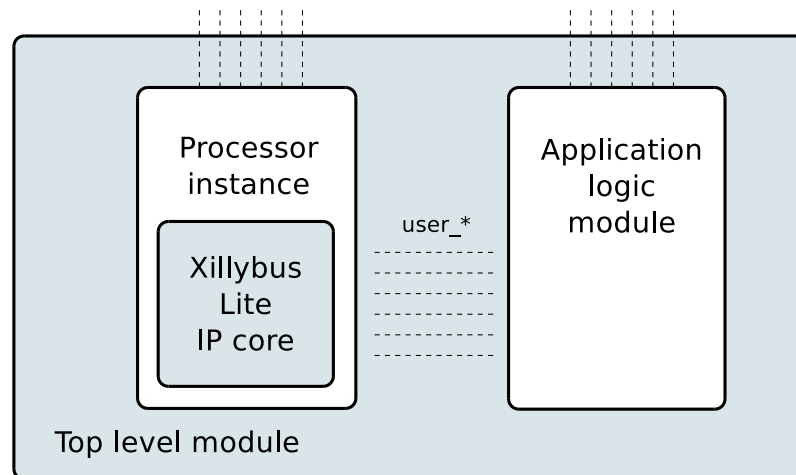 Processor
instance
Xillybus
Lite
IP core
user_*
Application
logic
module
Top level module